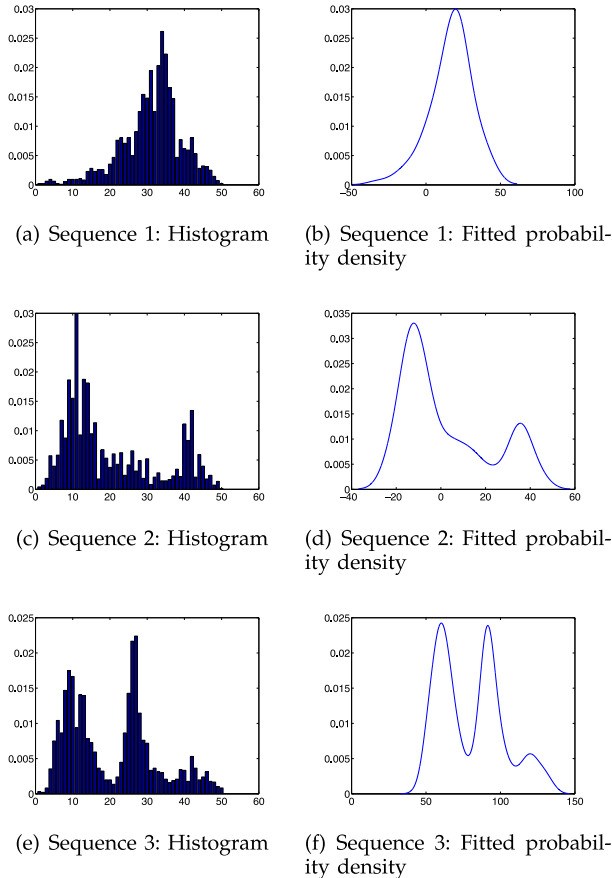 0.03
0.025
0.02
0.015
0.01
0.005
0
0 10 20 30 40 50 60
(a) Sequence 1: Histogram
0.03
0.025
0.02
0.015
0.01
0.005
0
−50 0 50 100
(b) Sequence 1: Fitted probabil-
ity density
0.03
0.025
0.02
0.015
0.01
0.005
0
0 10 20 30 40 50 60
(c) Sequence 2: Histogram
0.035
0.03
0.025
0.02
0.015
0.01
0.005
0
−40 −20 0 20 40 60
(d) Sequence 2: Fitted probabil-
ity density
0.025
0.02
0.015
0.01
0.005
0
0 10 20 30 40 50 60
(e) Sequence 3: Histogram
0.025
0.02
0.015
0.01
0.005
0
0 50 100 150
(f) Sequence 3: Fitted probabil-
ity density